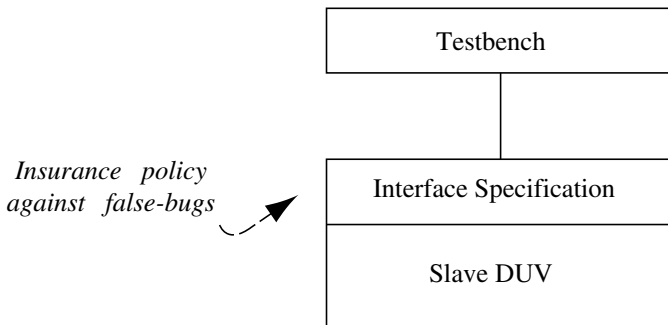 Testbench
Insurance policy
against false-bugs
Interface Specification
Slave DUV